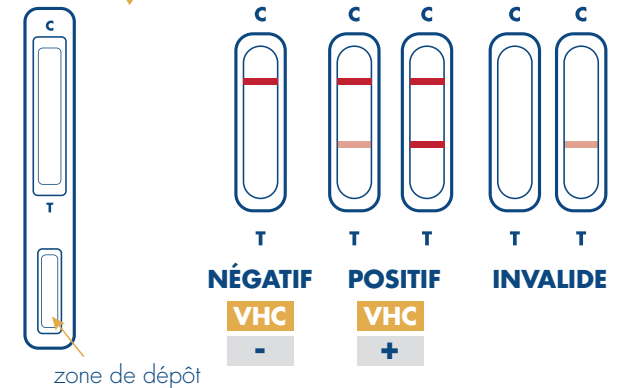 C C C C C C
T
T T T T T
NÉGATIF POSITIF INVALIDE
VHC VHC
- +
zone de dépôt